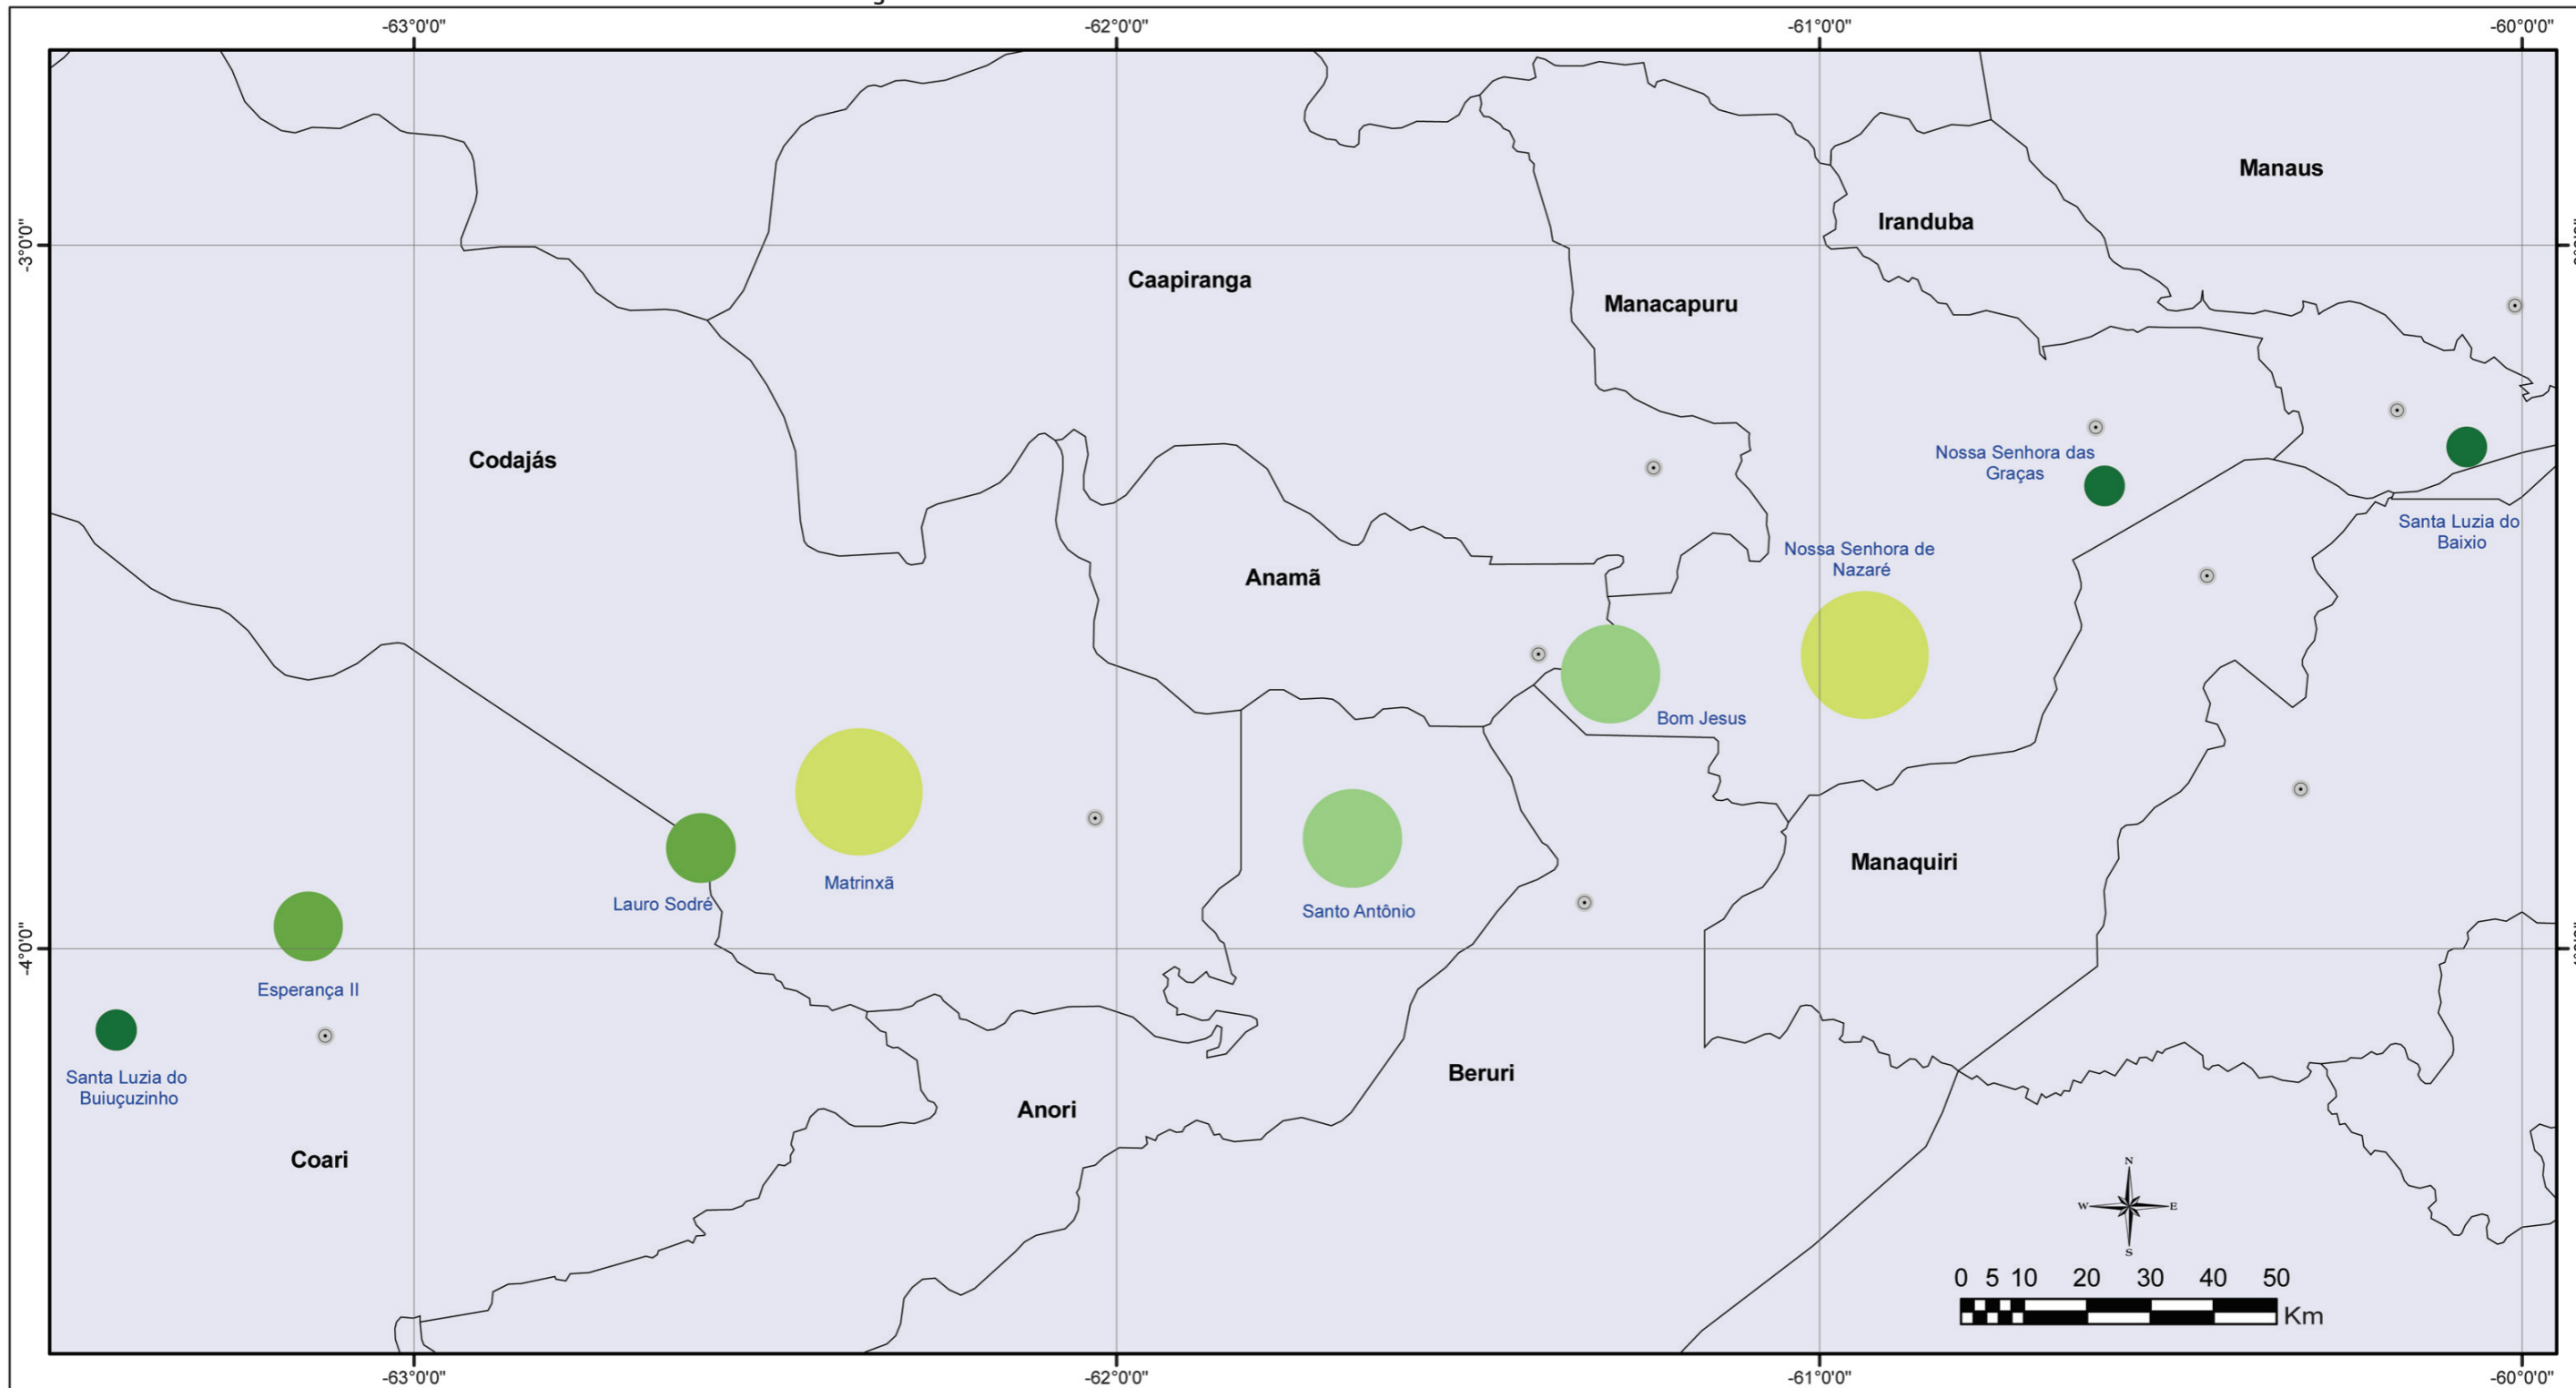 -63°0'0"
-62°0'0"
-61°0'0"
-60°0'0"
Manaus
Iranduba
-3°0'0"
Caapiranga
Manacapuru
Codajás
Nossa Senhora das
Graças
Santa Luzia do
Baixio
Nossa Senhora de
Nazaré
Anamã
Bom Jesus
Manaquiri
Matrinxã
Lauro Sodré
Santo Antônio
-4°0'0"
Esperança II
Santa Luzia do
Buiuçuzinho
Beruri
Anori
Coari
N
W
E
S
0 5 10 20 30 40 50
Km
-63°0'0"
-62°0'0"
-61°0'0"
-60°0'0"